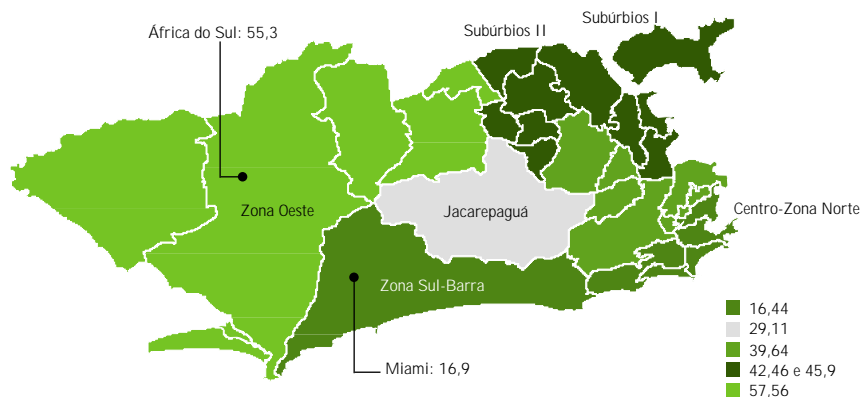 Subúrbios I
Subúrbios II
África do Sul: 55,3
Zona Oeste
Jacarepaguá
Centro-Zona Norte
Zona Sul-Barra
Miami: 16,9
16,44
29,11
39,64
42,46 e 45,9
57,56